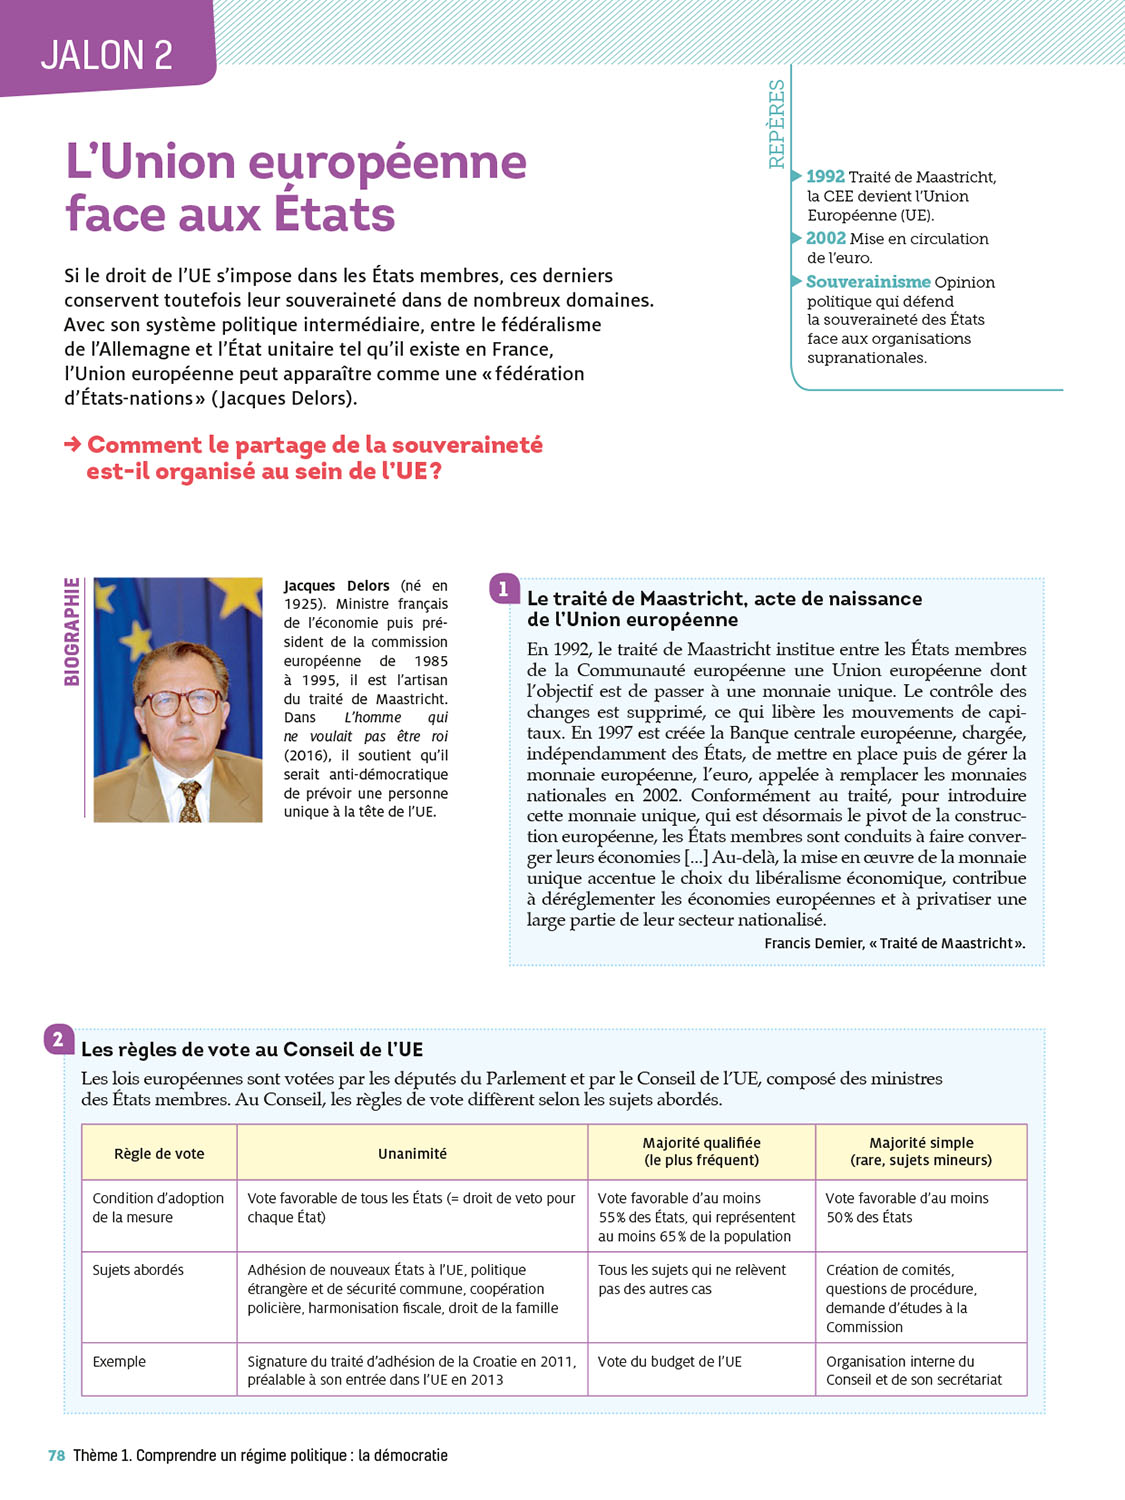 JALON 2
L'Union européenne
face aux États
Si le droit de l'UE s'impose dans les États membres, ces derniers
conservent toutefois leur souveraineté dans de nombreux domaines.
Avec son système politique intermédiaire, entre le fédéralisme
de l'Allemagne et l'État unitaire tel qu'il existe en France,
l'Union européenne peut apparaître comme une « fédération
d'États-nations » (Jacques Delors).
→ Comment le partage de la souveraineté
est-il organisé au sein de l'UE ?
REPÈRES
1992 Traité de Maastricht,
la CEE devient l'Union
Européenne (UE).
2002 Mise en circulation
de l'euro.
Souverainisme Opinion
politique qui défend
la souveraineté des États
face aux organisations
supranationales.
BIOGRAPHIE
Jacques Delors (né en
1925). Ministre français
de l'économie puis pré-
sident de la commission
européenne de 1985
à 1995, il est l'artisan
du traité de Maastricht.
Dans L'homme qui
ne voulait pas être roi
(2016), il soutient qu'il
serait anti-démocratique
de prévoir une personne
unique à la tête de l'UE.
1
Le traité de Maastricht, acte de naissance
de l'Union européenne
En 1992, le traité de Maastricht institue entre les États membres
de la Communauté européenne une Union européenne dont
l'objectif est de passer à une monnaie unique. Le contrôle des
changes est supprimé, ce qui libère les mouvements de capi-
taux. En 1997 est créée la Banque centrale européenne, chargée,
indépendamment des États, de mettre en place puis de gérer la
monnaie européenne, l'euro, appelée à remplacer les monnaies
nationales en 2002. Conformément au traité, pour introduire
cette monnaie unique, qui est désormais le pivot de la construc-
tion européenne, les États membres sont conduits à faire conver-
ger leurs économies [...] Au-delà, la mise en œuvre de la monnaie
unique accentue le choix du libéralisme économique, contribue
à déréglementer les économies européennes et à privatiser une
large partie de leur secteur nationalisé.
Francis Demier, « Traité de Maastricht ».
2
Les règles de vote au Conseil de l'UE
Les lois européennes sont votées par les députés du Parlement et par le Conseil de l'UE, composé des ministres
des États membres. Au Conseil, les règles de vote diffèrent selon les sujets abordés.
Règle de vote
Unanimité
Majorité qualifiée
(le plus fréquent)
Majorité simple
(rare, sujets mineurs)
Condition d'adoption
de la mesure
Vote favorable de tous les États (= droit de veto pour
chaque État)
Vote favorable d'au moins
55 % des États, qui représentent
au moins 65 % de la population
Vote favorable d'au moins
50 % des États
Sujets abordés
Adhésion de nouveaux États à l'UE, politique
étrangère et de sécurité commune, coopération
policière, harmonisation fiscale, droit de la famille
Tous les sujets qui ne relèvent
pas des autres cas
Création de comités,
questions de procédure,
demande d'études à la
Commission
Exemple
Signature du traité d'adhésion de la Croatie en 2011,
préalable à son entrée dans l'UE en 2013
Vote du budget de l'UE
Organisation interne du
Conseil et de son secrétariat
78 Thème 1. Comprendre un régime politique : la démocratie